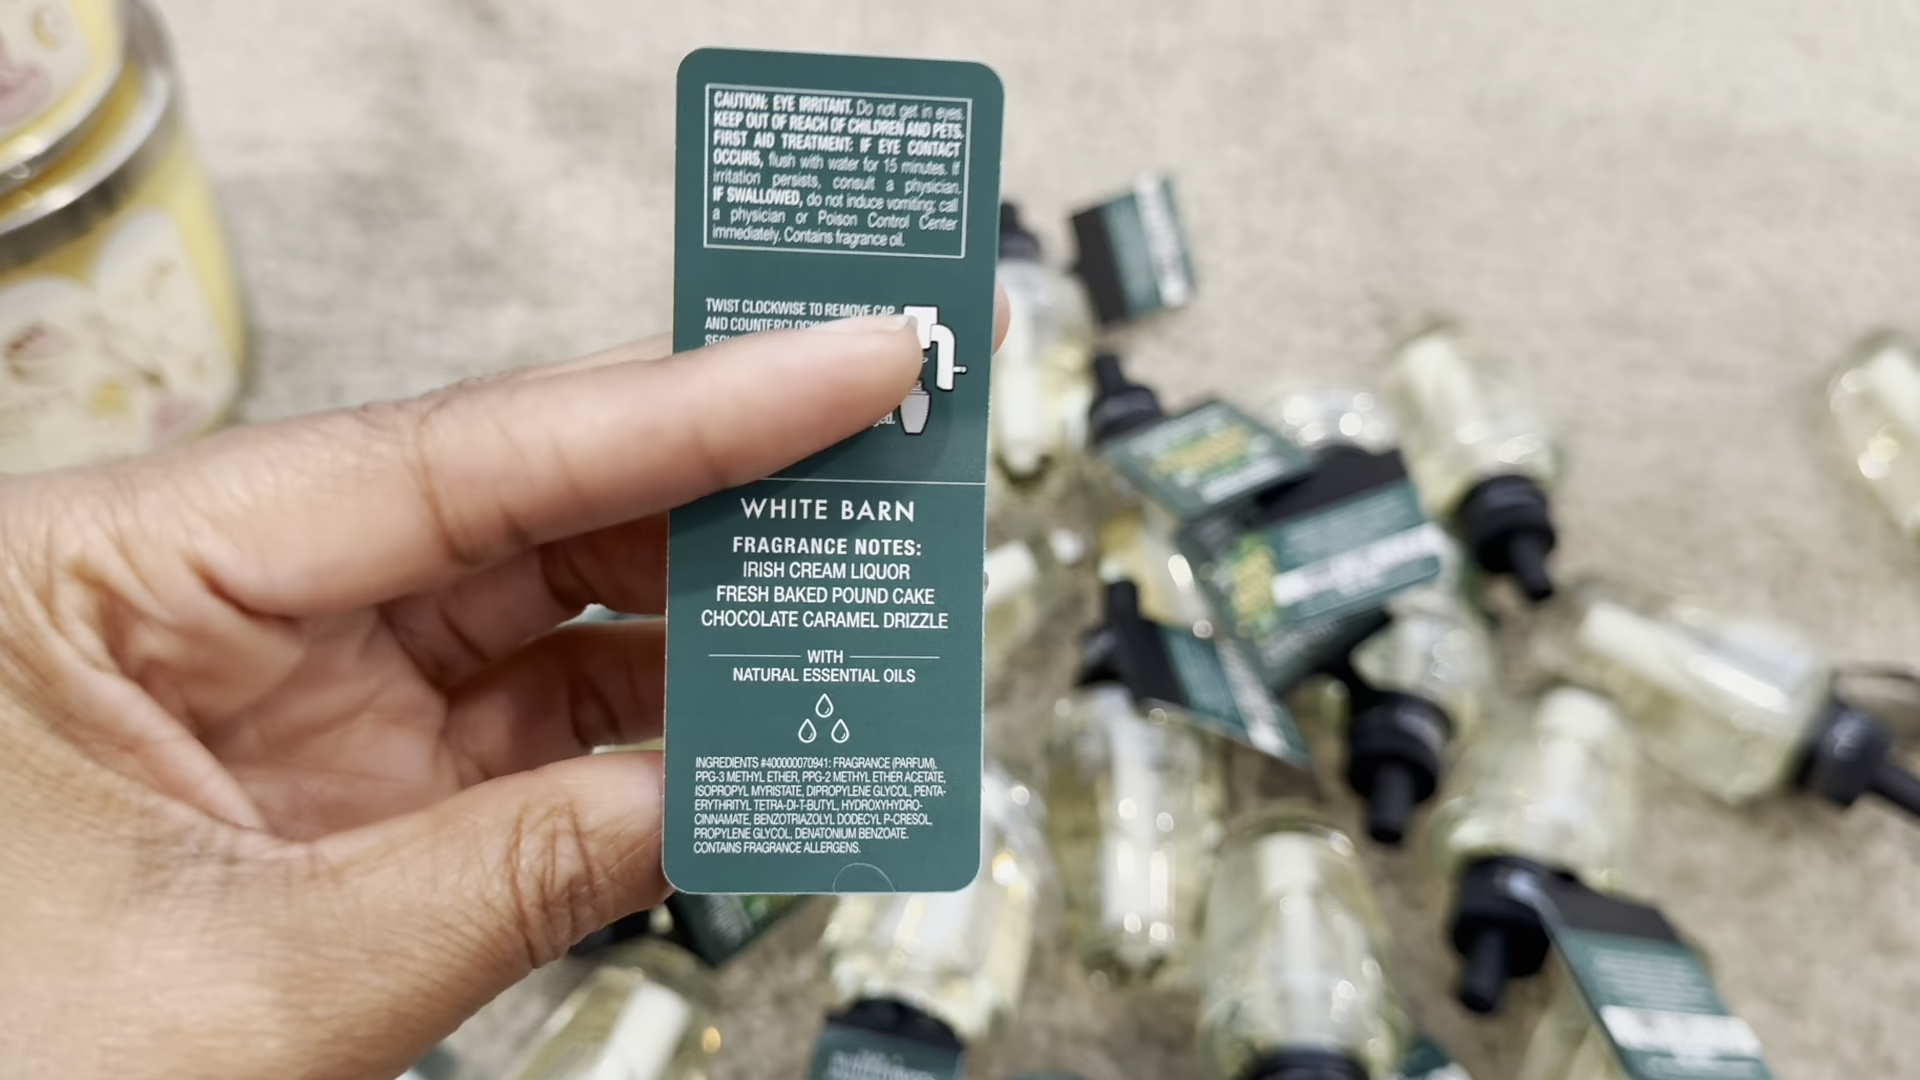 CAUTION: EYE IRRITANT. Do not get in eyes.
KEEP OUT OF REACH OF CHILDREN AND PETS.
FIRST AID TREATMENT: IF EYE CONTACT
OCCURS, flush with water for 15 minutes. If
irritation persists, consult a physician.
IF SWALLOWED, do not induce vomiting; call
a physician or Poison Control Center
immediately. Contains fragrance oil.
TWIST CLOCKWISE TO REMOVE CAP
AND
WHITE BARN
FRAGRANCE NOTES:
IRISH CREAM LIQUOR
FRESH BAKED POUND CAKE
CHOCOLATE CARAMEL DRIZZLE
WITH
NATURAL ESSENTIAL OILS
INGREDIENTS #400000070941: FRAGRANCE (PARFUM),
PPG-3 METHYL ETHER, PPG-2 METHYL ETHER ACETATE,
ISOPROPYL MYRISTATE, DIPROPYLENE GLYCOL, PENTA-
ERYTHRITYL TETRA-DI-T-BUTYL, HYDROXYHYDRO-
CINNAMATE, BENZOTRIAZOLYL DODECYL P-CRESOL,
PROPYLENE GLYCOL, DENATONIUM BENZOATE.
CONTAINS FRAGRANCE ALLERGENS.